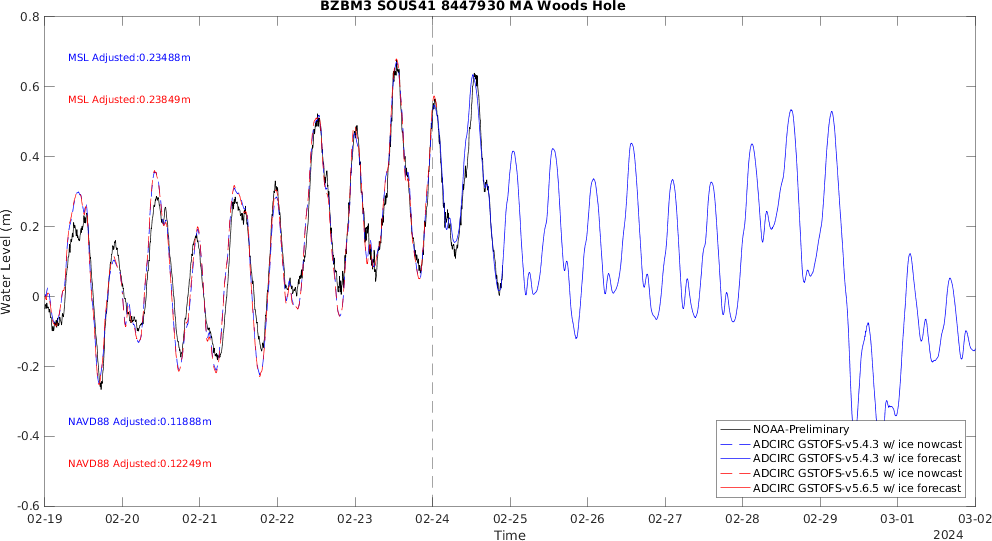 BZBM3 SOUS41 8447930 MA Woods Hole
0.8
0.6
0.4
0.2
0
-0.2
-0.4
-0.6
Water Level (m)
MSL Adjusted:0.23488m
MSL Adjusted:0.23849m
NAVD88 Adjusted:0.11888m
NAVD88 Adjusted:0.12249m
NOAA-Preliminary
ADCIRC GSTOFS-v5.4.3 w/ ice nowcast
ADCIRC GSTOFS-v5.4.3 w/ ice forecast
ADCIRC GSTOFS-v5.6.5 w/ ice nowcast
ADCIRC GSTOFS-v5.6.5 w/ ice forecast
02-19 02-20 02-21 02-22 02-23 02-24 02-25 02-26 02-27 02-28 02-29 03-01 03-02
Time
2024